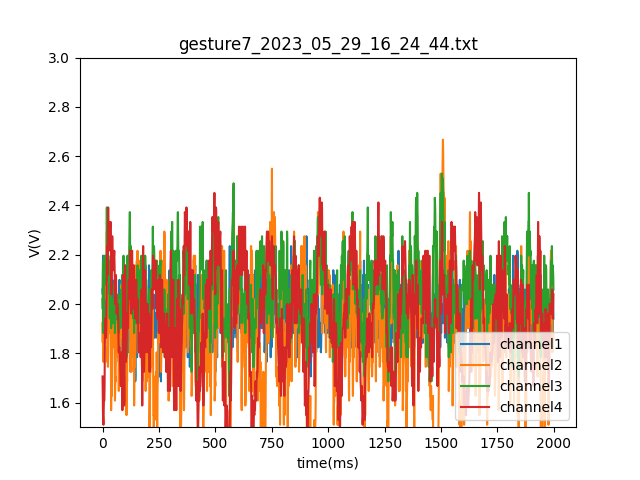 gesture7_2023_05_29_16_24_44.txt
3.0
2.8
2.6
2.4
2.2
2.0
1.8
1.6
V(V)
channel1
channel2
channel3
channel4
0 250 500 750 1000 1250 1500 1750 2000
time(ms)